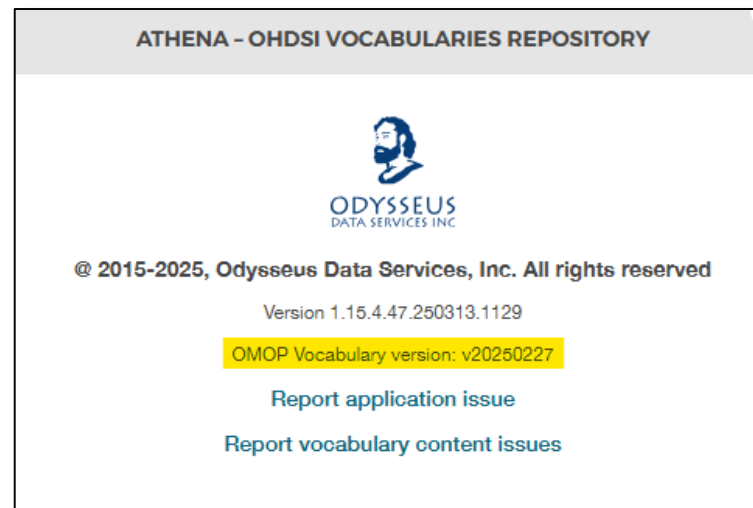 ATHENA – OHDSI VOCABULARIES REPOSITORY
ODYSSEUS
DATA SERVICES INC
@ 2015-2025, Odysseus Data Services, Inc. All rights reserved
Version 1.15.4.47.250313.1129
OMOP Vocabulary version: v20250227
Report application issue
Report vocabulary content issues